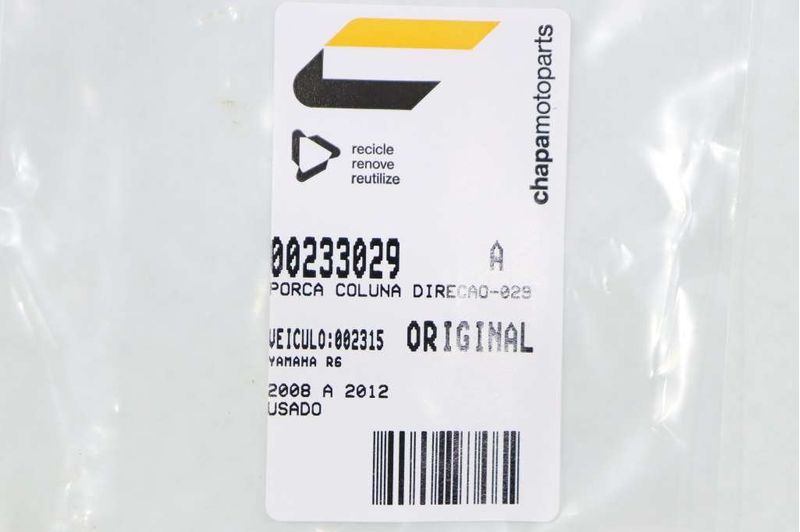 chapamotoparts
recicle
renove
reutilize
00233029 A
PORCA COLUNA DIRECAO-029
VEICULO:002315 ORIGINAL
YAMAHA R6
2008 A 2012
USADO